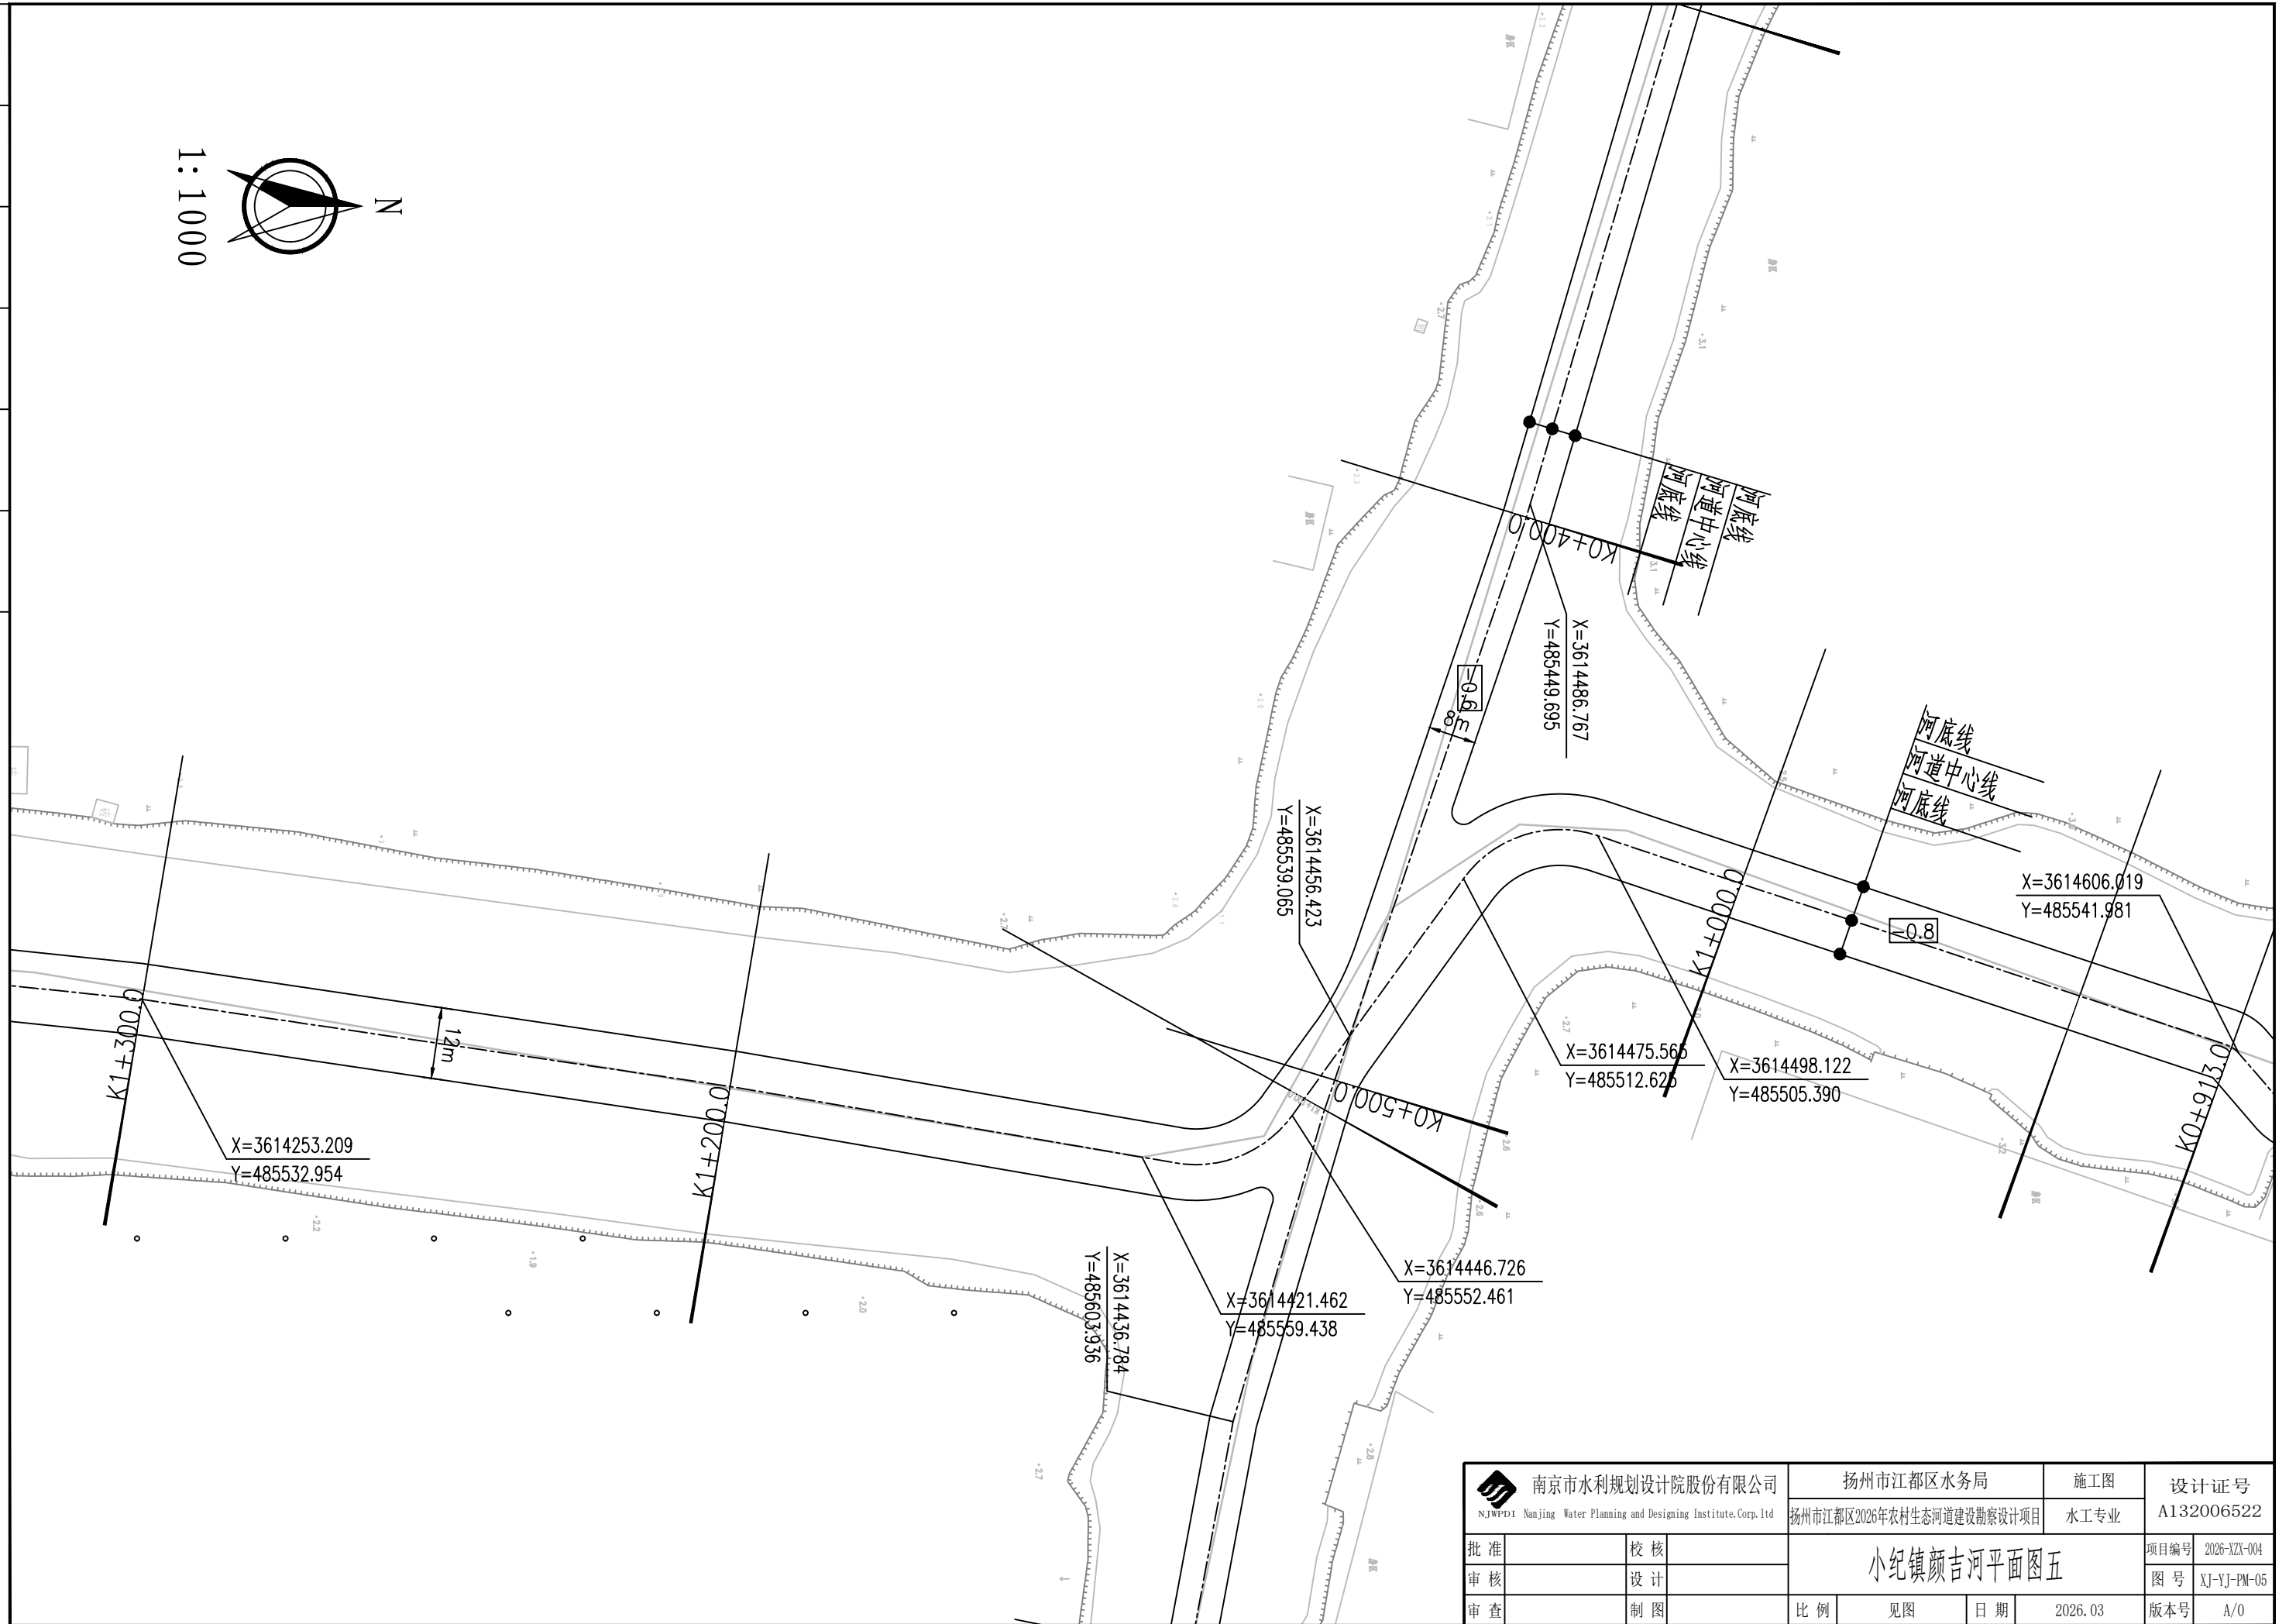 N
1:1000
河底线
河道中心线
河底线
K0+400.0
X=3614486.767
Y=485449.695
-0.6
8m
河底线
河道中心线
河底线
X=3614606.019
Y=485541.981
-0.8
K1+000.0
K0+913.0
X=3614456.423
Y=485539.065
X=3614475.565
Y=485512.625
X=3614498.122
Y=485505.390
K0+500.0
K1+300.0
12m
K1+200.0
X=3614253.209
Y=485532.954
X=3614446.726
Y=485552.461
X=3614421.462
Y=485559.438
X=3614436.784
Y=485603.936
南京市水利规划设计院股份有限公司
NJWPDI Nanjing Water Planning and Designing Institute.Corp.ltd
扬州市江都区水务局
施工图
设计证号
A132006522
扬州市江都区2026年农村生态河道建设勘察设计项目
水工专业
批准
校核
小纪镇颜吉河平面图五
项目编号 2026-XZX-004
审核
设计
图号 XJ-YJ-PM-05
审查
制图
比例 见图 日期 2026.03 版本号 A/0